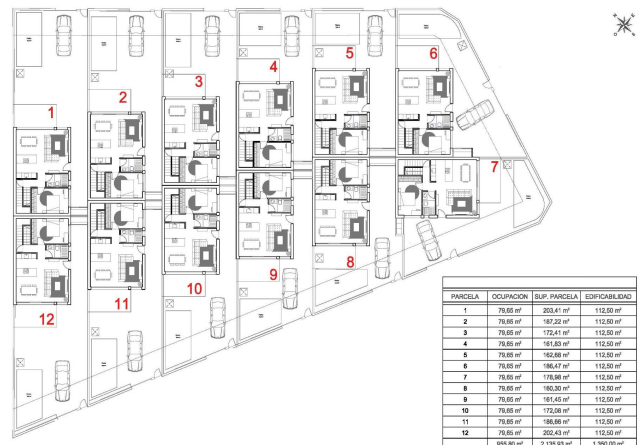 5
6
4
3
2
1
7
8
9
10
11
12
PARCELA OCUPACION SUP. PARCELA EDIFICABILIDAD
1 79,65 m² 203,41 m² 112,50 m²
2 79,65 m² 187,22 m² 112,50 m²
3 79,65 m² 172,41 m² 112,50 m²
4 79,65 m² 161,83 m² 112,50 m²
5 79,65 m² 162,68 m² 112,50 m²
6 79,65 m² 186,47 m² 112,50 m²
7 79,65 m² 178,98 m² 112,50 m²
8 79,65 m² 160,30 m² 112,50 m²
9 79,65 m² 161,45 m² 112,50 m²
10 79,65 m² 172,08 m² 112,50 m²
11 79,65 m² 186,66 m² 112,50 m²
12 79,65 m² 202,43 m² 112,50 m²
955,80 m² 2.135,93 m² 1.350,00 m²